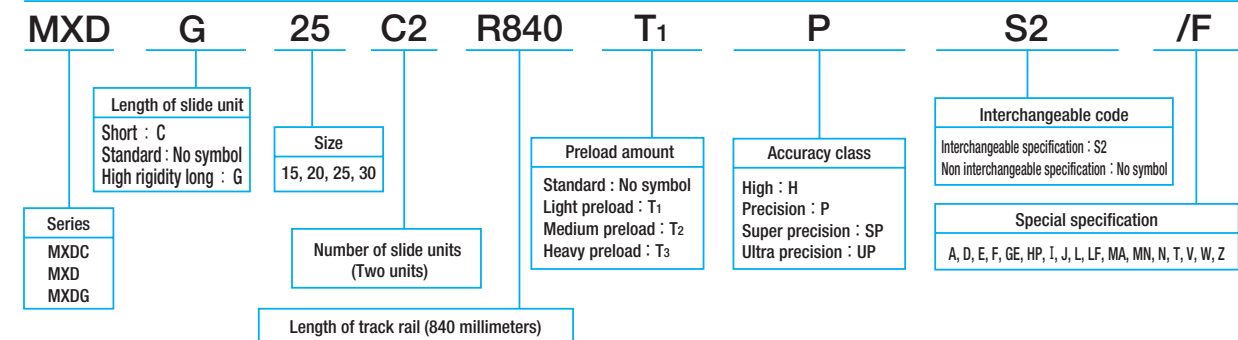 MXD G 25 C2 R840 T1 P S2 /F
Length of slide unit
Short : C
Standard : No symbol
High rigidity long : G
Size
15, 20, 25, 30
Series
MXDC
MXD
MXDG
Number of slide units
(Two units)
Length of track rail (840 millimeters)
Preload amount
Standard : No symbol
Light preload : T1
Medium preload : T2
Heavy preload : T3
Accuracy class
High : H
Precision : P
Super precision : SP
Ultra precision : UP
Interchangeable code
Interchangeable specification : S2
Non interchangeable specification : No symbol
Special specification
A, D, E, F, GE, HP, I, J, L, LF, MA, MN, N, T, V, W, Z